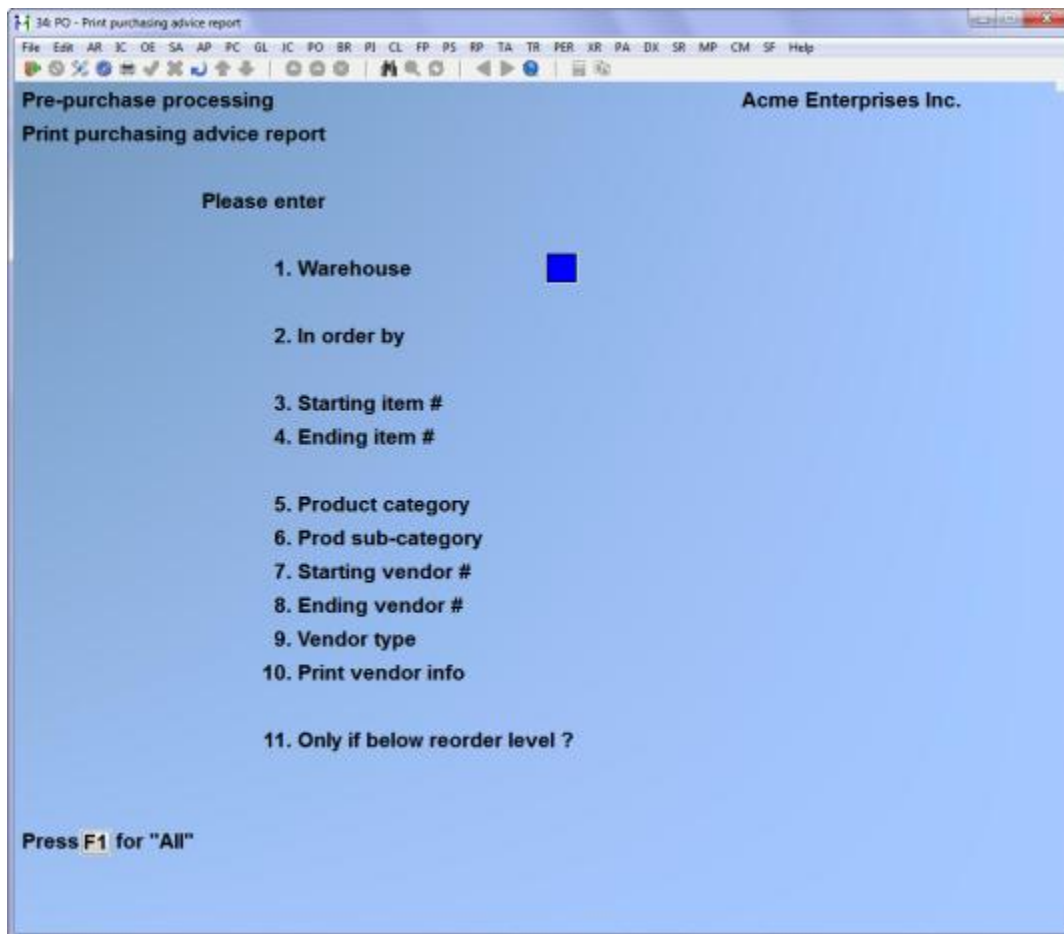 34: PO - Print purchasing advice report
File Edit AR IC OE SA AP PC GL JC PO BR PI CL FP PS RP TA TR PER XR PA DX SR MP CM SF Help
Pre-purchase processing Acme Enterprises Inc.
Print purchasing advice report
Please enter
1. Warehouse
2. In order by
3. Starting item #
4. Ending item #
5. Product category
6. Prod sub-category
7. Starting vendor #
8. Ending vendor #
9. Vendor type
10. Print vendor info
11. Only if below reorder level ?
Press F1 for "All"